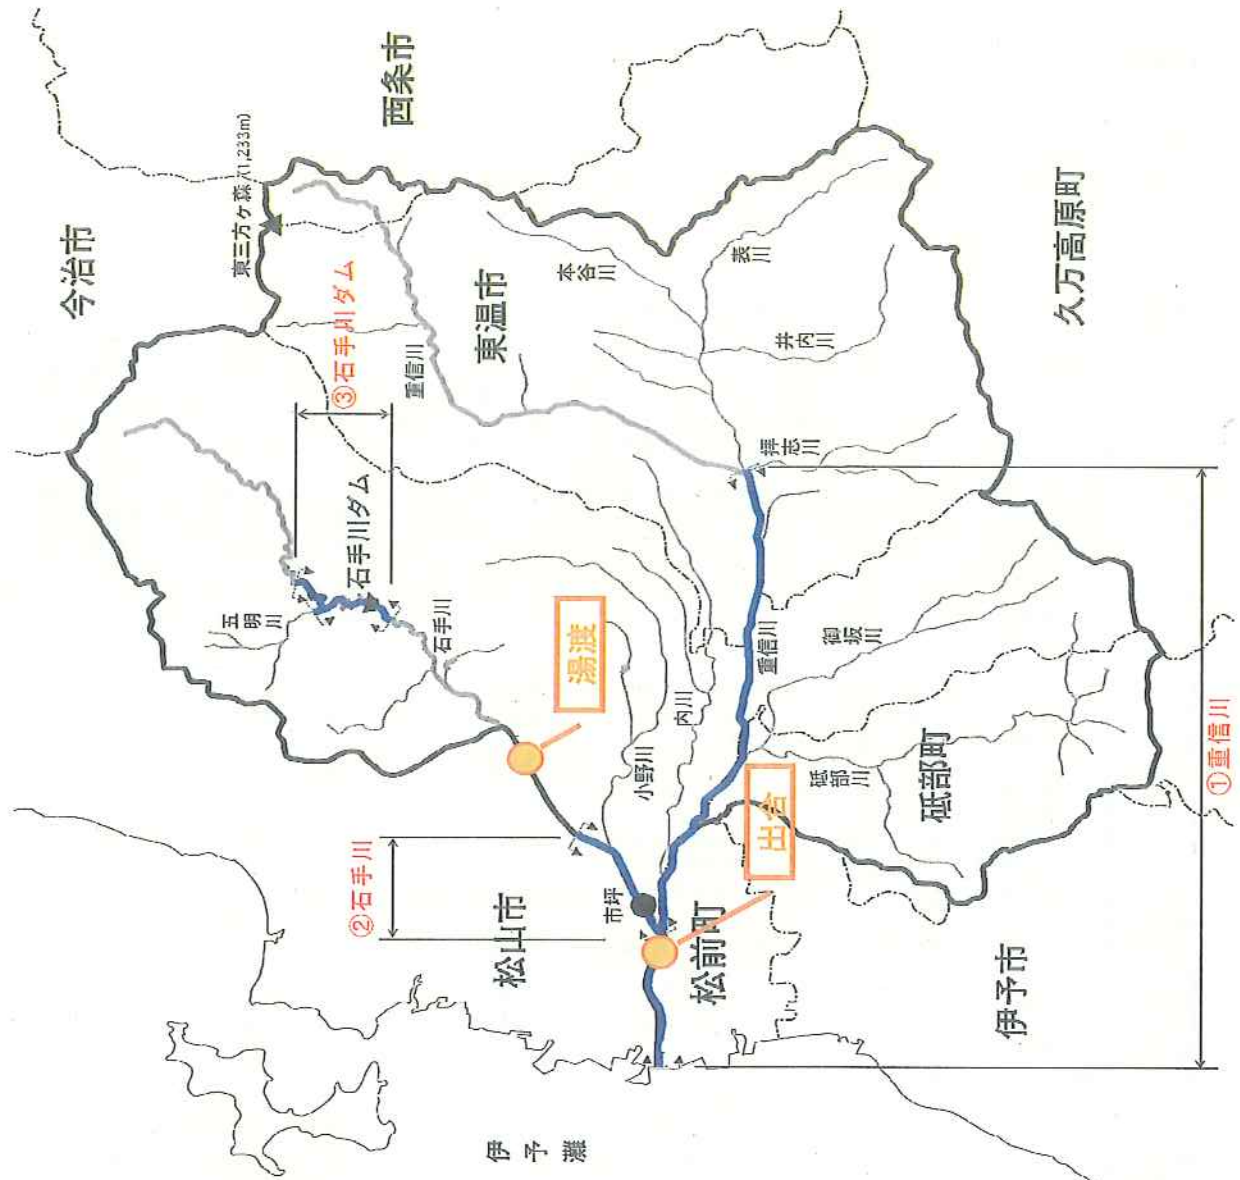 今治市
西条市
東三方ケ森(1,233m)
③石手川ダム
重信川
東温市
本谷川
表川
井内川
久万高原町
拝志川
五明川
石手川ダム
石手川
湯渡
小野川
内川
重信川
御坂川
砥部川
砥部町
①重信川
出合
②石手川
市坪
松山市
松前町
伊予市
伊予灘